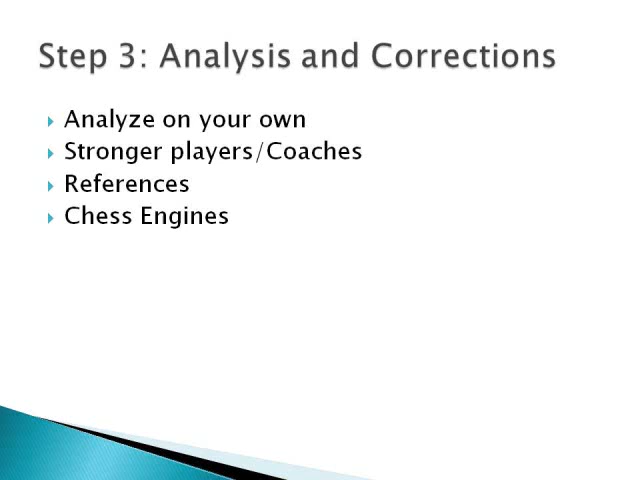 Step 3: Analysis and Corrections
Analyze on your own
Stronger players/Coaches
References
Chess Engines